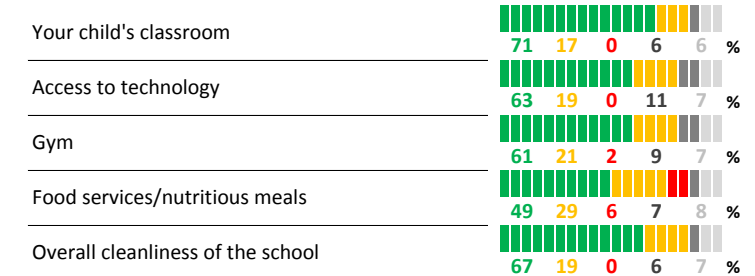 Your child's classroom
71 17 0 6 6 %
Access to technology
63 19 0 11 7 %
Gym
61 21 2 9 7 %
Food services/nutritious meals
49 29 6 7 8 %
Overall cleanliness of the school
67 19 0 6 7 %